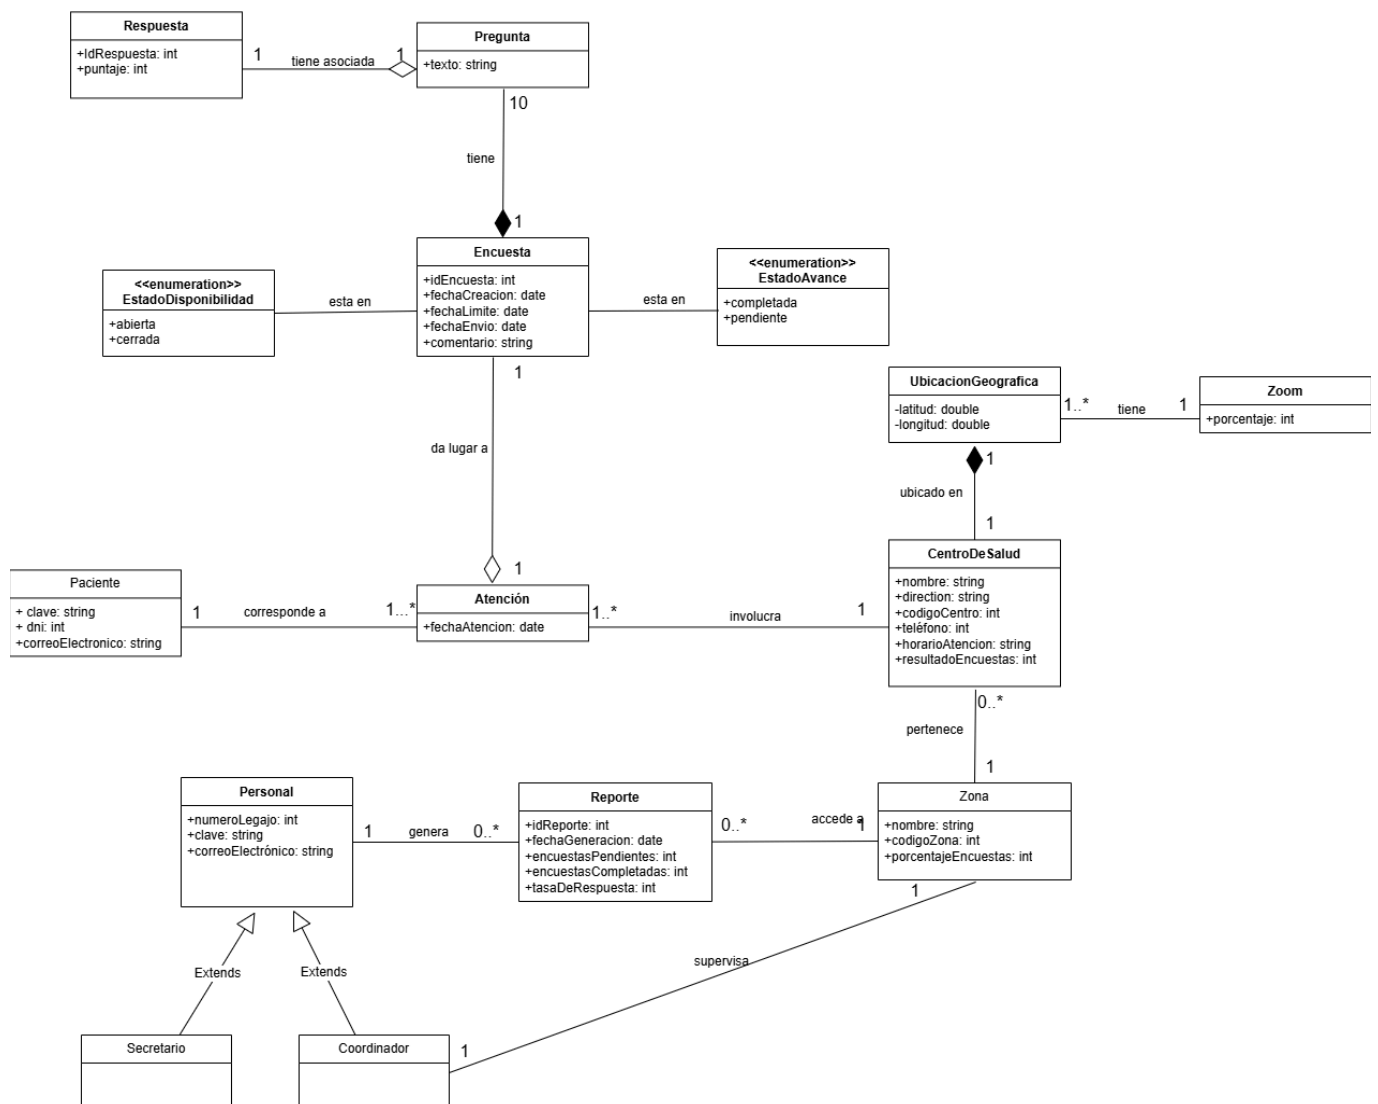 Respuesta
+IdRespuesta: int
+puntaje: int
1
tiene asociada
1
Pregunta
+texto: string
10
tiene
1
Encuesta
+idEncuesta: int
+fechaCreacion: date
+fechaLimite: date
+fechaEnvio: date
+comentario: string
<<enumeration>>
EstadoDisponibilidad
+abierta
+cerrada
esta en
esta en
<<enumeration>>
EstadoAvance
+completada
+pendiente
1
da lugar a
1
UbicacionGeografica
-latitud: double
-longitud: double
1..*
tiene
1
Zoom
+porcentaje: int
1
ubicado en
1
CentroDeSalud
+nombre: string
+direction: string
+codigoCentro: int
+teléfono: int
+horarioAtencion: string
+resultadoEncuestas: int
Paciente
+ clave: string
+ dni: int
+correoElectronico: string
1
corresponde a
1...*
Atención
+fechaAtencion: date
1..*
involucra
1
0..*
pertenece
1
Personal
+numeroLegajo: int
+clave: string
+correoElectrónico: string
1
genera
0..*
Reporte
+idReporte: int
+fechaGeneracion: date
+encuestasPendientes: int
+encuestasCompletadas: int
+tasaDeRespuesta: int
0..*
accede a
1
Zona
+nombre: string
+codigoZona: int
+porcentajeEncuestas: int
1
supervisa
1
Extends
Extends
Secretario
Coordinador